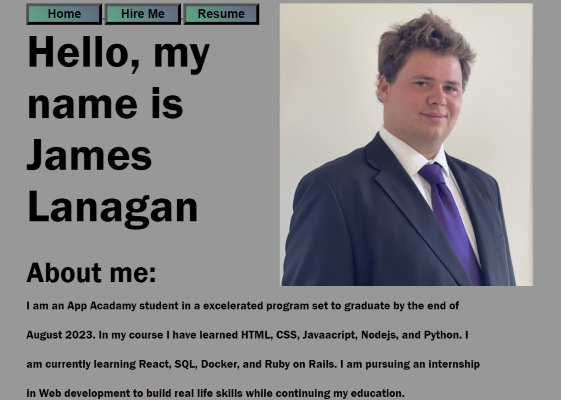 Home Hire Me Resume
Hello, my
name is
James
Lanagan
About me:
I am an App Acadamy student in a excelerated program set to graduate by the end of
August 2023. In my course I have learned HTML, CSS, Javaacript, Nodejs, and Python. I
am currently learning React, SQL, Docker, and Ruby on Rails. I am pursuing an internship
in Web development to build real life skills while continuing my education.